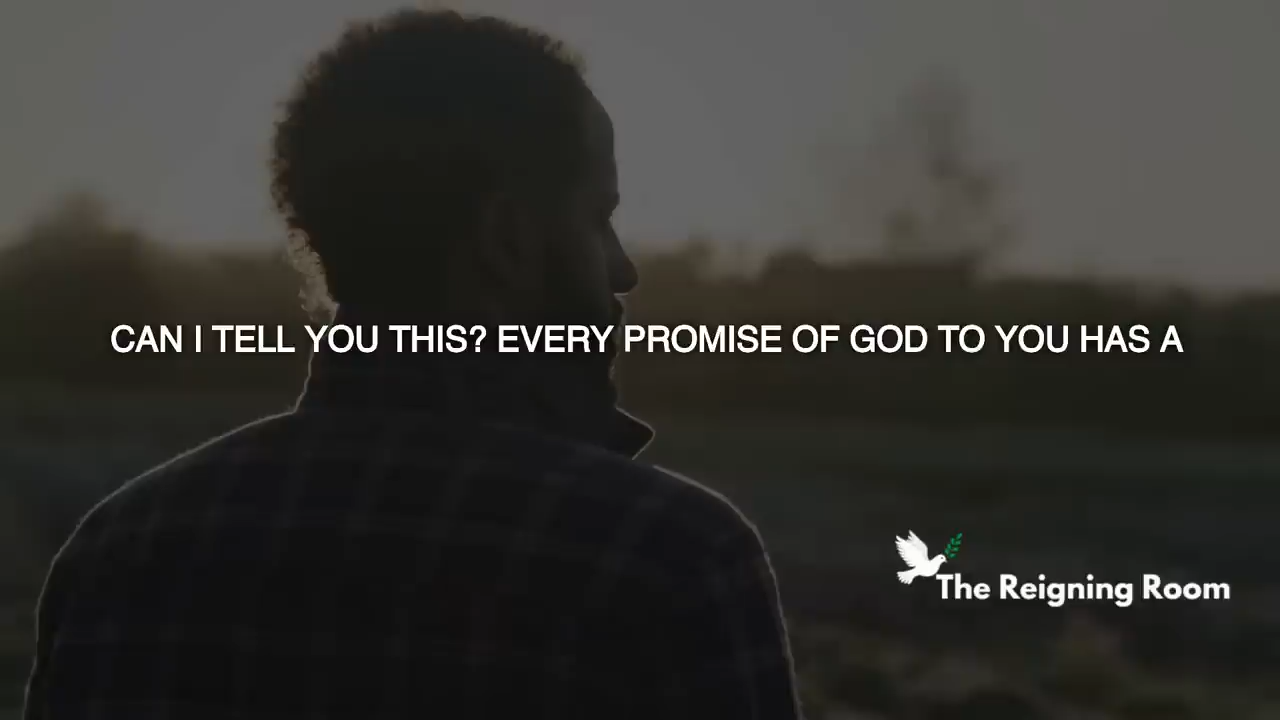 CAN I TELL YOU THIS? EVERY PROMISE OF GOD TO YOU HAS A
The Reigning Room